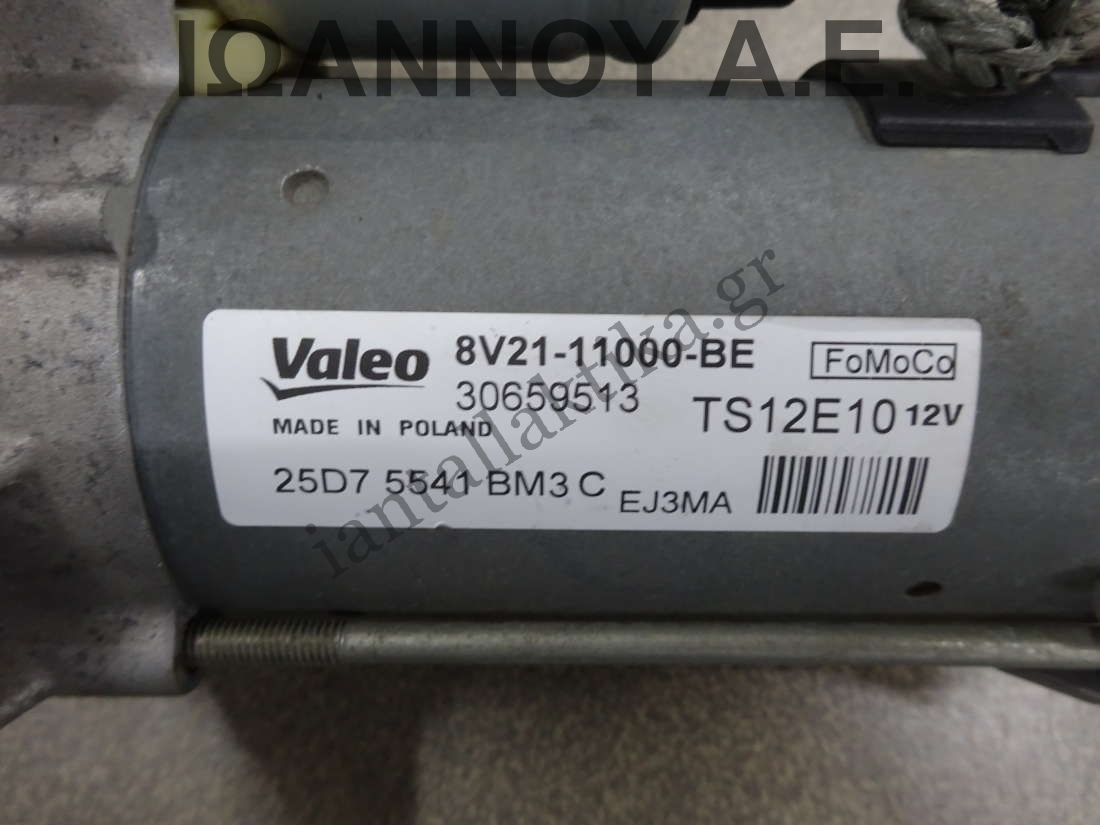 ΙΩΑΝΝΟΥ Α.Ε.
Valeo
8V21-11000-BE
FoMoCo
30659513
TS12E10 12V
MADE IN POLAND
25D7 5541 BM3 C
EJ3MA
iantallaktika.gr